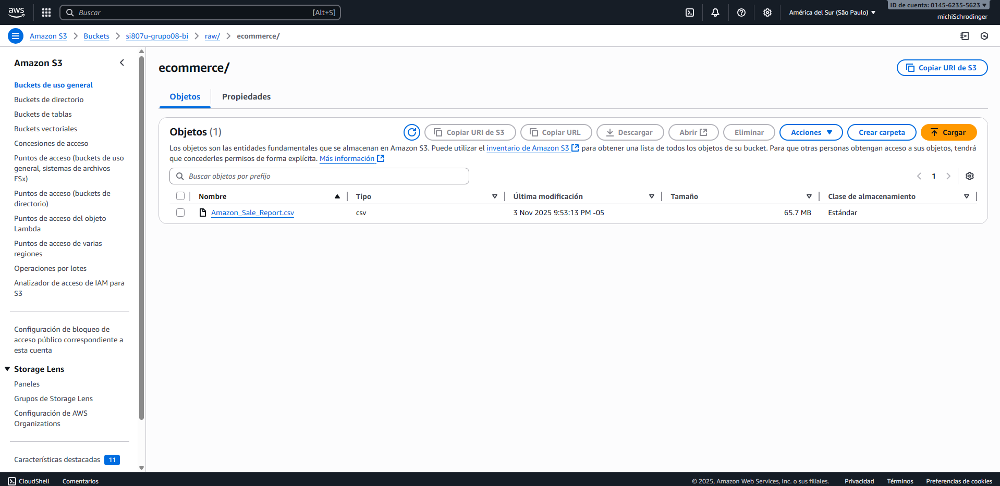 aws
Buscar
[Alt+S]
América del Sur (São Paulo)
ID de cuenta: 0145-6235-5623
michiSchrodinger
Amazon S3
Buckets
si807u-grupo08-bi
raw/
ecommerce/
Amazon S3
Buckets de uso general
Buckets de directorio
Buckets de tablas
Buckets vectoriales
Concesiones de acceso
Puntos de acceso (buckets de uso
general, sistemas de archivos
FSx)
Puntos de acceso (buckets de
directorio)
Puntos de acceso del objeto
Lambda
Puntos de acceso de varias
regiones
Operaciones por lotes
Analizador de acceso de IAM para
S3
Configuración de bloqueo de
acceso público correspondiente a
esta cuenta
Storage Lens
Paneles
Grupos de Storage Lens
Configuración de AWS
Organizations
Características destacadas 11
ecommerce/
Copiar URI de S3
Objetos
Propiedades
Objetos (1)
Copiar URI de S3
Copiar URL
Descargar
Abrir
Eliminar
Acciones
Crear carpeta
Cargar
Los objetos son las entidades fundamentales que se almacenan en Amazon S3. Puede utilizar el inventario de Amazon S3 para obtener una lista de todos los objetos de su bucket. Para que otras personas obtengan acceso a sus objetos, tendrá
que concederles permisos de forma explícita. Más información
Buscar objetos por prefijo
1
Nombre
Tipo
Última modificación
Tamaño
Clase de almacenamiento
Amazon_Sale_Report.csv
csv
3 Nov 2025 9:53:13 PM -05
65.7 MB
Estándar
CloudShell
Comentarios
© 2025, Amazon Web Services, Inc. o sus filiales.
Privacidad
Términos
Preferencias de cookies